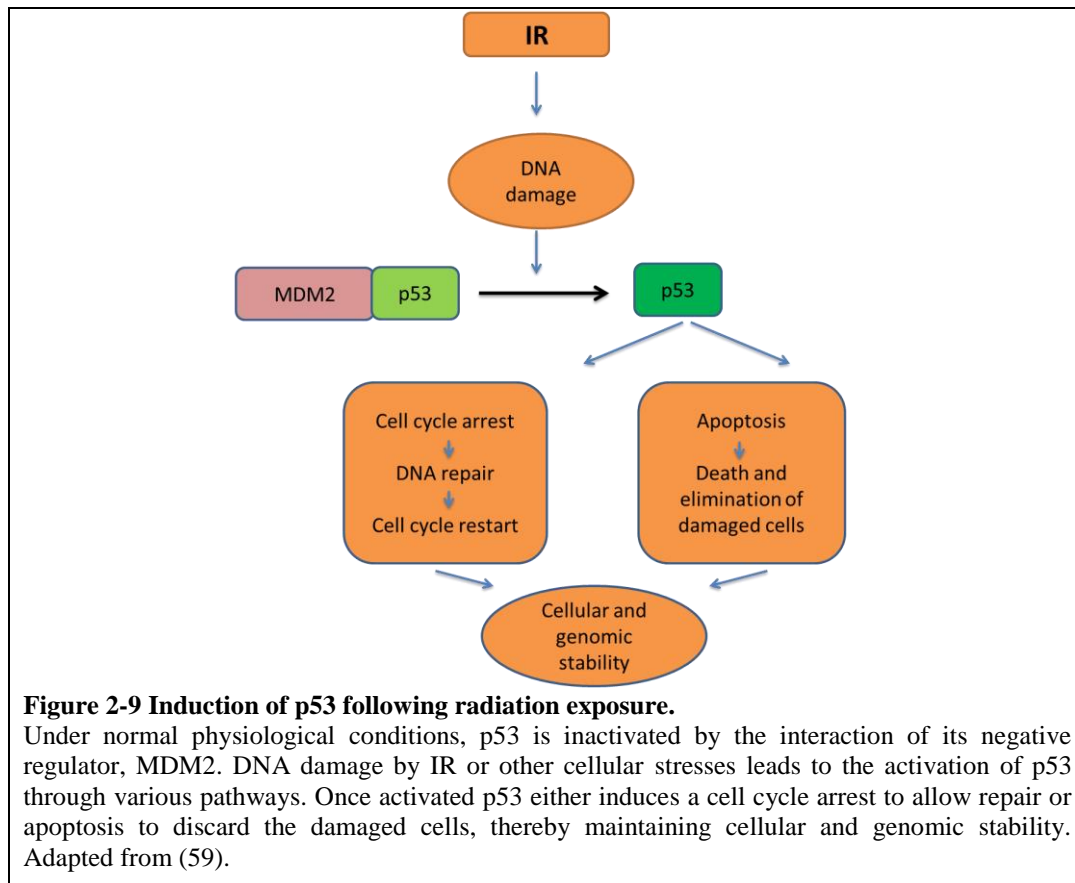 IR
DNA
damage
MDM2
p53
p53
Cell cycle arrest
DNA repair
Cell cycle restart
Apoptosis
Death and
elimination of
damaged cells
Cellular and
genomic
stability
Figure 2-9 Induction of p53 following radiation exposure.
Under normal physiological conditions, p53 is inactivated by the interaction of its negative
regulator, MDM2. DNA damage by IR or other cellular stresses leads to the activation of p53
through various pathways. Once activated p53 either induces a cell cycle arrest to allow repair or
apoptosis to discard the damaged cells, thereby maintaining cellular and genomic stability.
Adapted from (59).